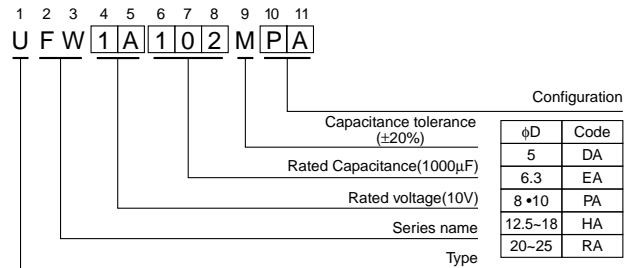 1 2 3 4 5 6 7 8 9 10 11
U F W 1 A 1 0 2 M P A
Configuration
Capacitance tolerance
(±20%)
Rated Capacitance(1000µF)
Rated voltage(10V)
Series name
Type
ϕD Code
5 DA
6.3 EA
8 •10 PA
12.5~18 HA
20~25 RA